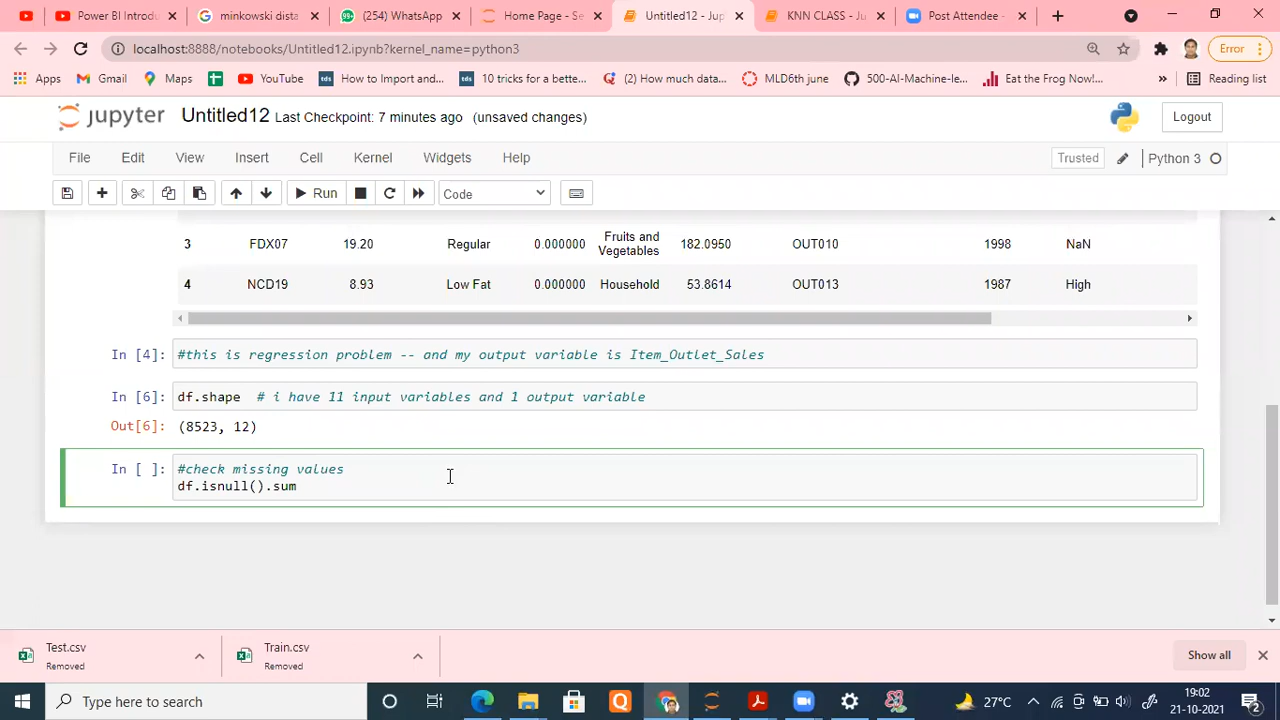 Power BI Introdu
minkowski dista
(254) WhatsApp
Home Page - Se
Untitled12 - Jup
KNN CLASS - Ju
Post Attendee -
localhost:8888/notebooks/Untitled12.ipynb?kernel_name=python3
Error
Apps
Gmail
Maps
YouTube
How to Import and...
10 tricks for a bette...
(2) How much data...
MLD6th june
500-AI-Machine-le...
Eat the Frog Now!...
Reading list
jupyter Untitled12 Last Checkpoint: 7 minutes ago (unsaved changes)
Logout
File Edit View Insert Cell Kernel Widgets Help
Trusted
Python 3
Run
Code
3 FDX07 19.20 Regular 0.000000 Fruits and Vegetables 182.0950 OUT010 1998 NaN
4 NCD19 8.93 Low Fat 0.000000 Household 53.8614 OUT013 1987 High
In [4]: #this is regression problem -- and my output variable is Item_Outlet_Sales
In [6]: df.shape # i have 11 input variables and 1 output variable
Out[6]: (8523, 12)
In [ ]: #check missing values
df.isnull().sum
Test.csv
Removed
Train.csv
Removed
Show all
Type here to search
27°C
19:02
21-10-2021
2